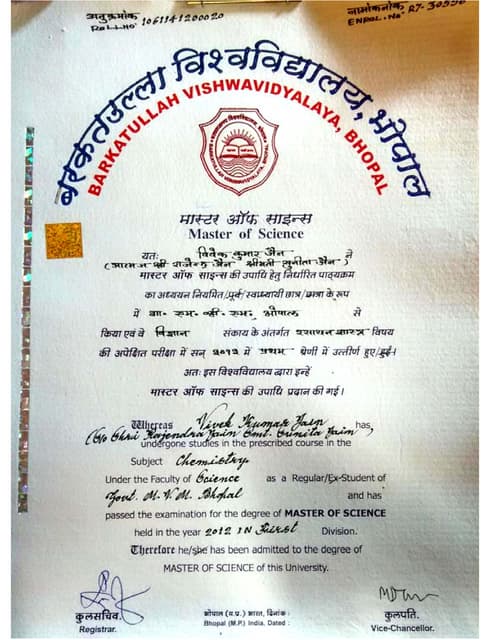 अनुक्रमांक
ROLL.NO 1061141200020
नामांकनांक
ENROL.No R7-
बरकतउल्ला विश्वविद्यालय, भोपाल
BARKATULLAH VISHWAVIDYALAYA, BHOPAL
मास्टर ऑफ साइन्स
Master of Science
यतः विवेक कुमार जैन ने
(आत्मज श्री राजेन्द्र जैन श्रीमती सुनीता जैन)
मास्टर ऑफ साइन्स की उपाधि हेतु निर्धारित पाठ्यक्रम
का अध्ययन नियमित/पूर्व/स्वाध्यायी छात्र/छात्रा के रूप
में शा. एम. व्ही. एम. भोपाल से
किया एवं वे विज्ञान संकाय के अंतर्गत रसायन शास्त्र विषय
की अपेक्षित परीक्षा में सन् २०१२ में प्रथम श्रेणी में उत्तीर्ण हुए/हुई।
अतः इस विश्वविद्यालय द्वारा इन्हें
मास्टर ऑफ साइन्स की उपाधि प्रदान की गई।
Whereas Vivek Kumar Jain has
(S/o Shri Rajendra Jain Smt. Sunita Jain)
undergone studies in the prescribed course in the
Subject Chemistry
Under the Faculty of Science as a Regular/Ex-Student of
Govt. M.V.M. Bhopal and has
passed the examination for the degree of MASTER OF SCIENCE
held in the year 2012 IN First Division.
Therefore he/she has been admitted to the degree of
MASTER OF SCIENCE of this University.
कुलसचिव.
Registrar.
भोपाल (म.प्र.) भारत, दिनांक :
Bhopal (M.P.) India. Dated :
कुलपति.
Vice-Chancellor.